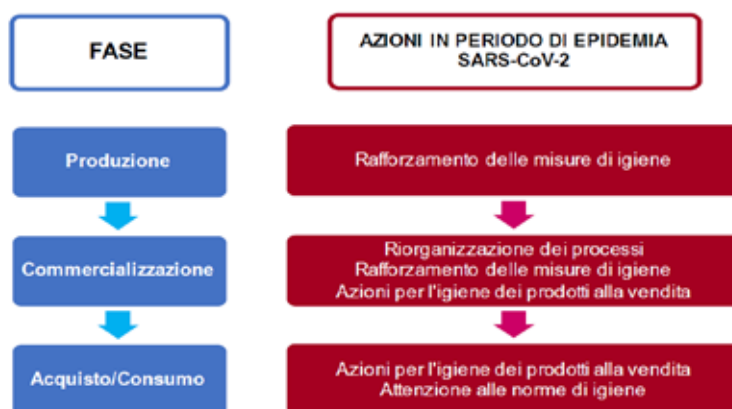 FASE
AZIONI IN PERIODO DI EPIDEMIA
SARS-CoV-2
Produzione
Rafforzamento delle misure di igiene
Commercializzazione
Riorganizzazione dei processi
Rafforzamento delle misure di igiene
Azioni per l'igiene dei prodotti alla vendita
Acquisto/Consumo
Azioni per l'igiene dei prodotti alla vendita
Attenzione alle norme di igiene